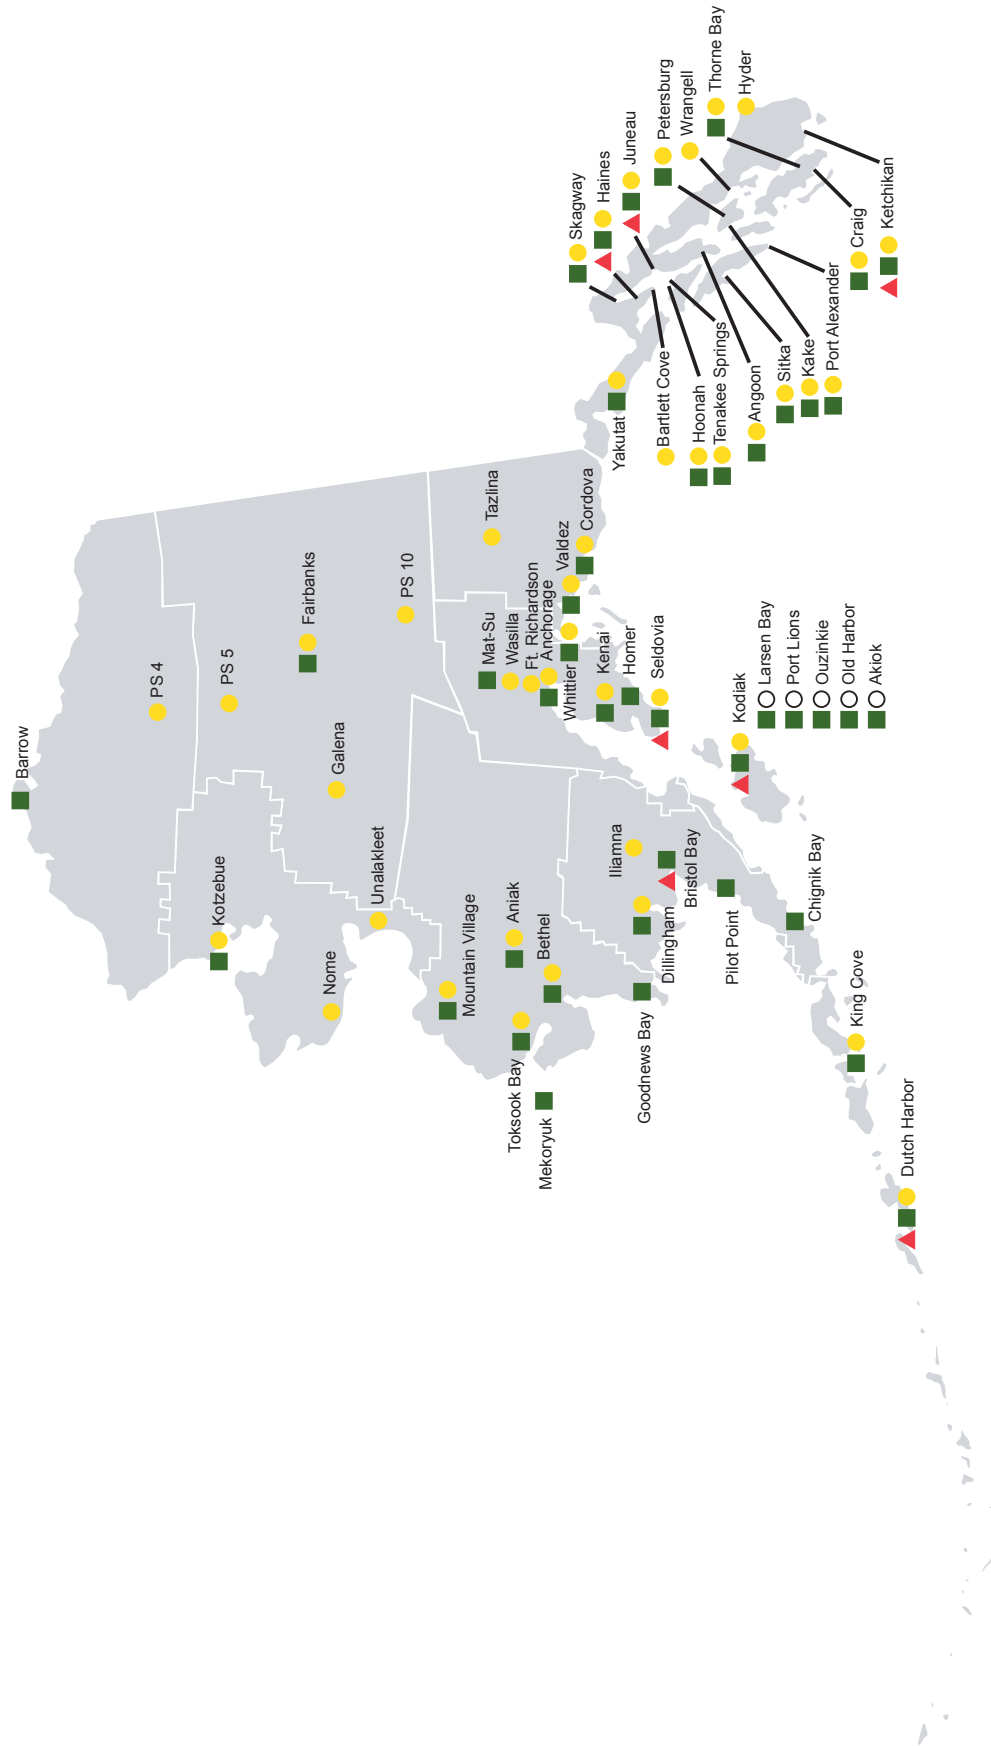 Barrow
PS 4
PS 5
Kotzebue
Fairbanks
Galena
Nome
Unalakleet
PS 10
Mountain Village
Tazlina
Mat-Su
Wasilla
Ft. Richardson
Anchorage
Aniak
Bethel
Toksook Bay
Mekoryuk
Valdez
Cordova
Whittier
Kenai
Homer
Seldovia
Iliamna
Dillingham
Bristol Bay
Goodnews Bay
Pilot Point
Kodiak
Larsen Bay
Port Lions
Ouzinkie
Old Harbor
Akiok
Chignik Bay
King Cove
Dutch Harbor
Yakutat
Skagway
Haines
Juneau
Petersburg
Wrangell
Thorne Bay
Hyder
Bartlett Cove
Hoonah
Tenakee Springs
Angoon
Sitka
Kake
Port Alexander
Craig
Ketchikan